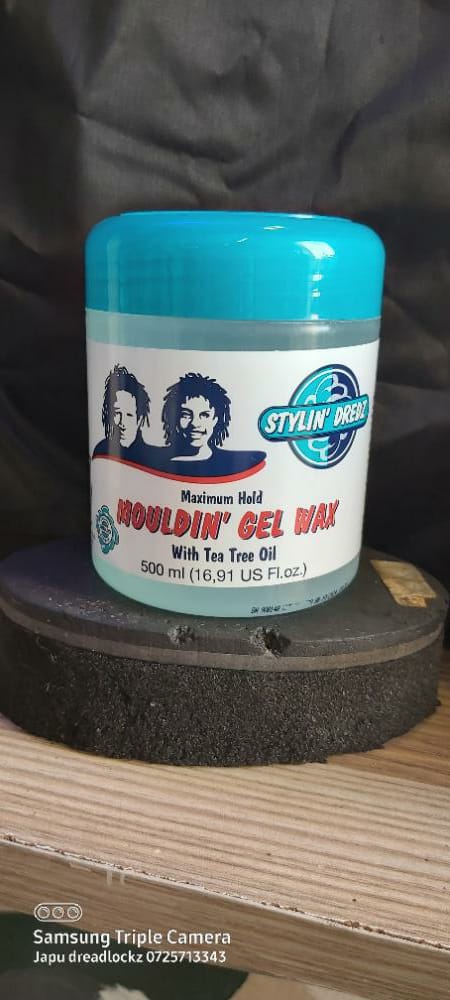 STYLIN' DREDZ
Maximum Hold
MOULDIN' GEL WAX
With Tea Tree Oil
500 ml (16,91 US Fl.oz.)
Samsung Triple Camera
Japu dreadlockz 0725713343